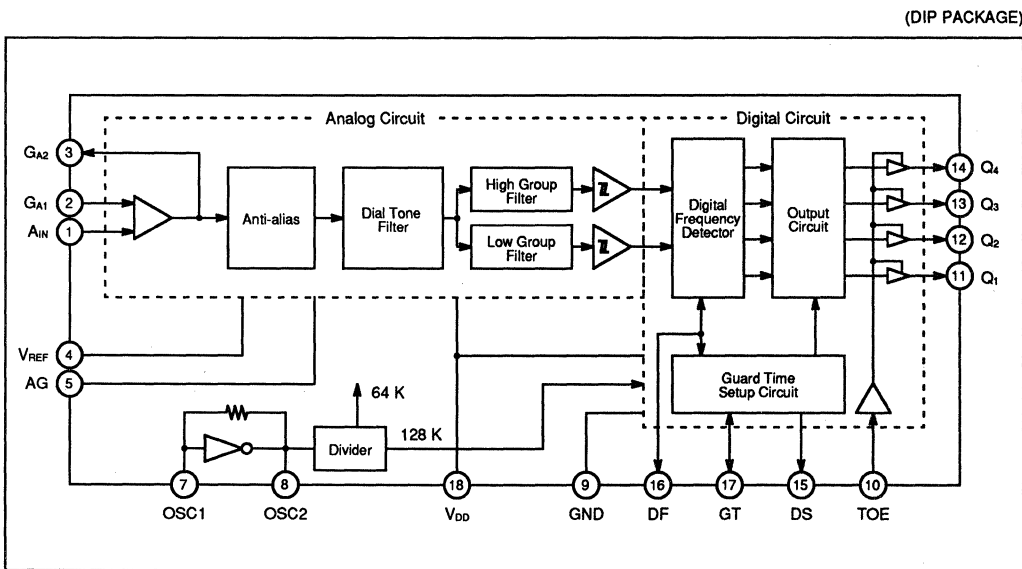 (DIP PACKAGE)
Analog Circuit
Digital Circuit
GA2
3
GA1
2
AIN
1
Anti-alias
Dial Tone
Filter
High Group
Filter
Low Group
Filter
Digital
Frequency
Detector
Output
Circuit
14
Q4
13
Q3
12
Q2
11
Q1
VREF
4
AG
5
64 K
128 K
Divider
Guard Time
Setup Circuit
7
8
18
9
16
17
15
10
OSC1
OSC2
VDD
GND
DF
GT
DS
TOE